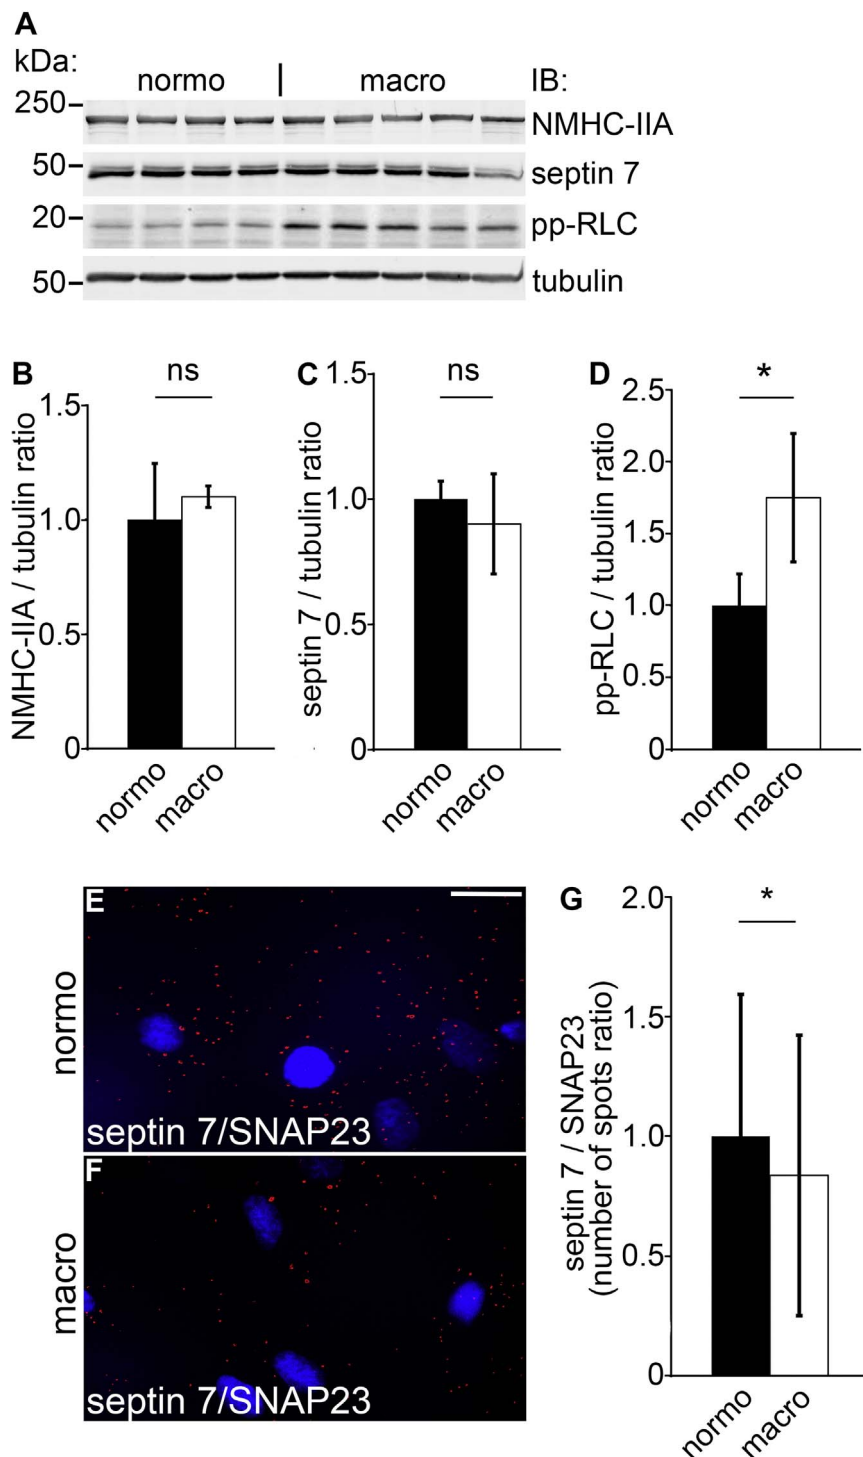 A
kDa:
normo | macro IB:
250 NMHC-IIA
50 septin 7
20 pp-RLC
50 tubulin
B ns
NMHC-IIA / tubulin ratio
1.5
1.0
0.5
0
normo macro
C ns
septin 7 / tubulin ratio
1.5
1.0
0.5
0
normo macro
D *
pp-RLC / tubulin ratio
2.5
2.0
1.5
1.0
0.5
0
normo macro
E
normo
septin 7/SNAP23
F
macro
septin 7/SNAP23
G *
septin 7 / SNAP23
(number of spots ratio)
2.0
1.5
1.0
0.5
0
normo macro